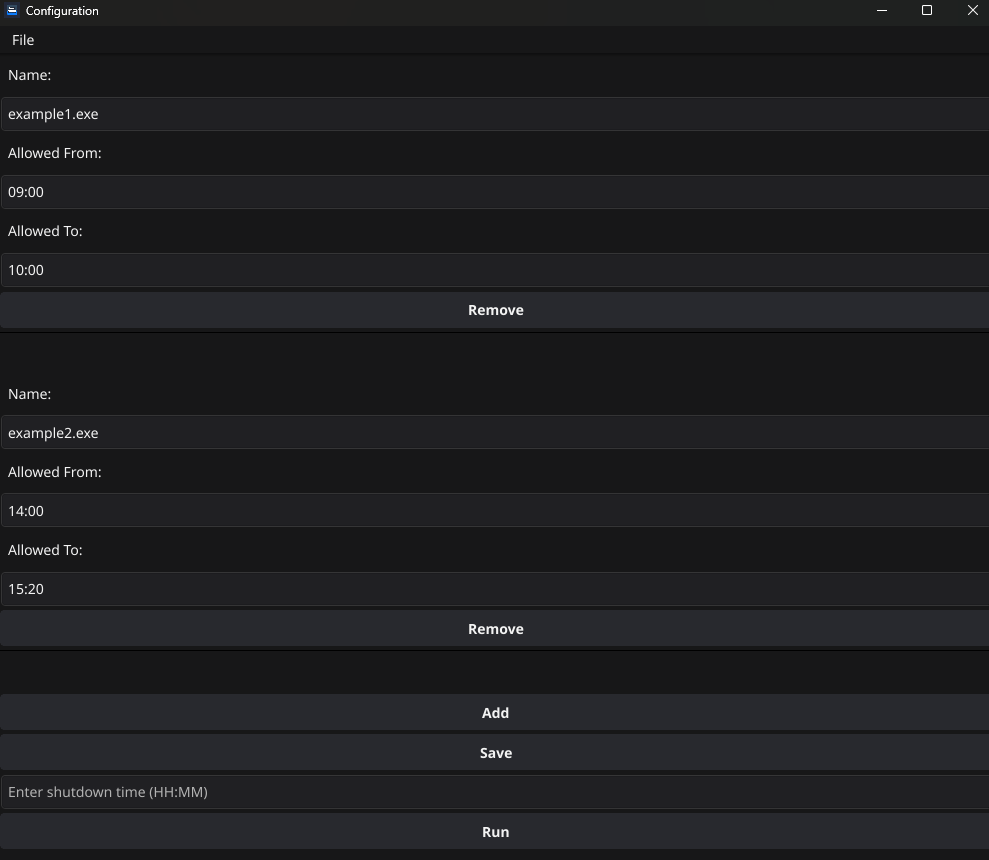 Configuration
File
Name:
example1.exe
Allowed From:
09:00
Allowed To:
10:00
Remove
Name:
example2.exe
Allowed From:
14:00
Allowed To:
15:20
Remove
Add
Save
Enter shutdown time (HH:MM)
Run